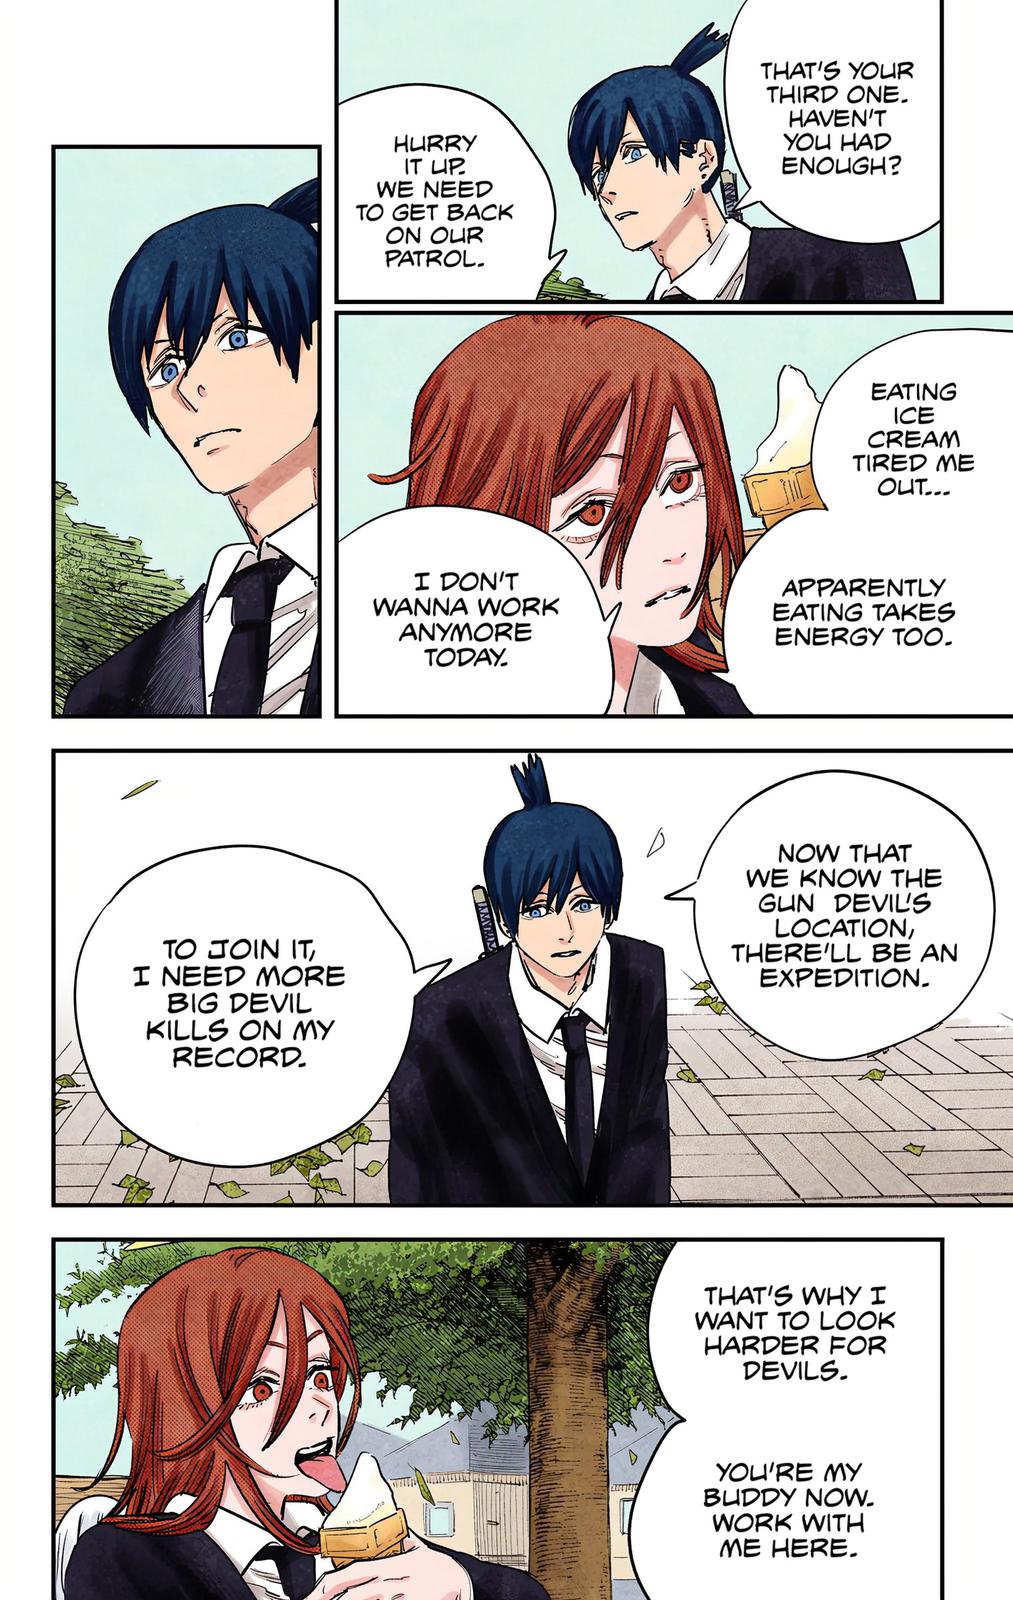 THAT'S YOUR
THIRD ONE.
HAVEN'T
YOU HAD
ENOUGH?
HURRY
IT UP.
WE NEED
TO GET BACK
ON OUR
PATROL.
EATING
ICE
CREAM
TIRED ME
OUT...
APPARENTLY
EATING TAKES
ENERGY TOO.
I DON'T
WANNA WORK
ANYMORE
TODAY.
NOW THAT
WE KNOW THE
GUN DEVIL'S
LOCATION,
THERE'LL BE AN
EXPEDITION.
TO JOIN IT,
I NEED MORE
BIG DEVIL
KILLS ON MY
RECORD.
THAT'S WHY I
WANT TO LOOK
HARDER FOR
DEVILS.
YOU'RE MY
BUDDY NOW.
WORK WITH
ME HERE.